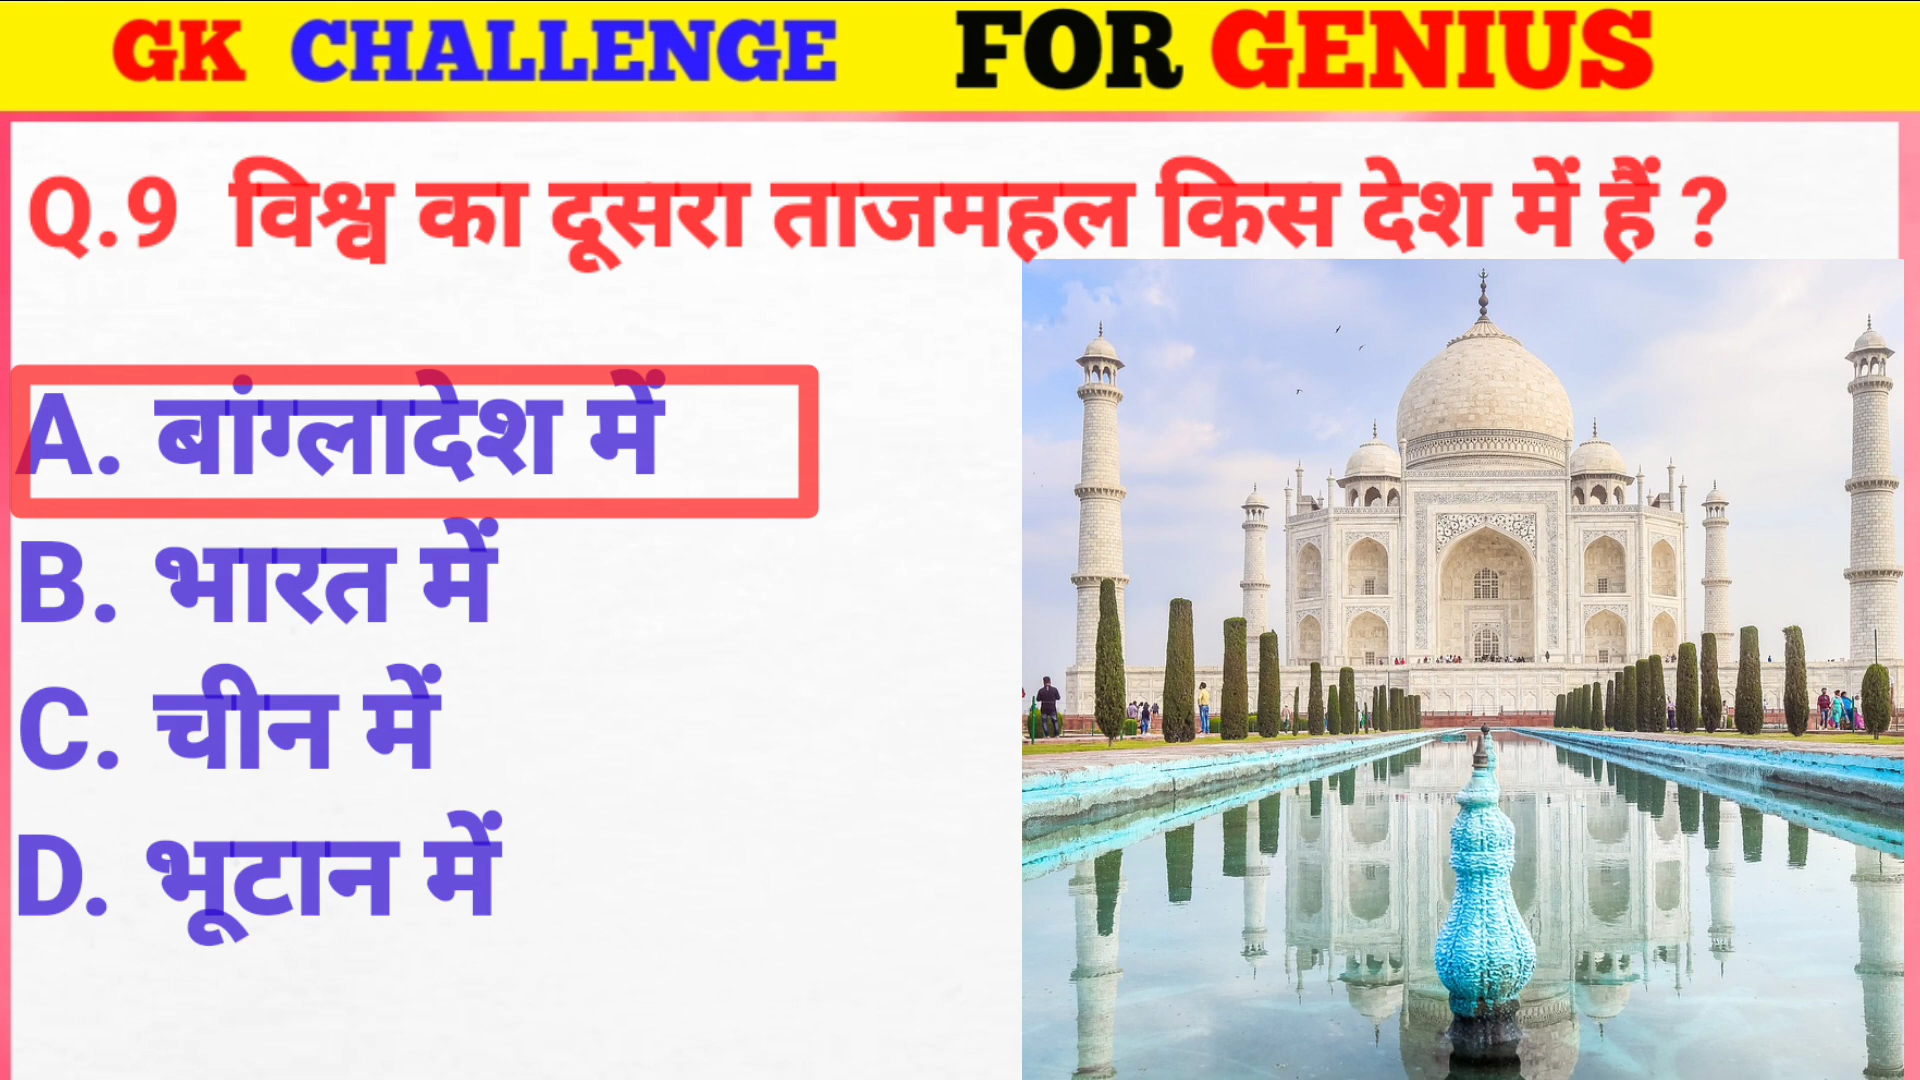 GK CHALLENGE FOR GENIUS
Q.9 विश्व का दूसरा ताजमहल किस देश में हैं ?
A. बांग्लादेश में
B. भारत में
C. चीन में
D. भूटान में